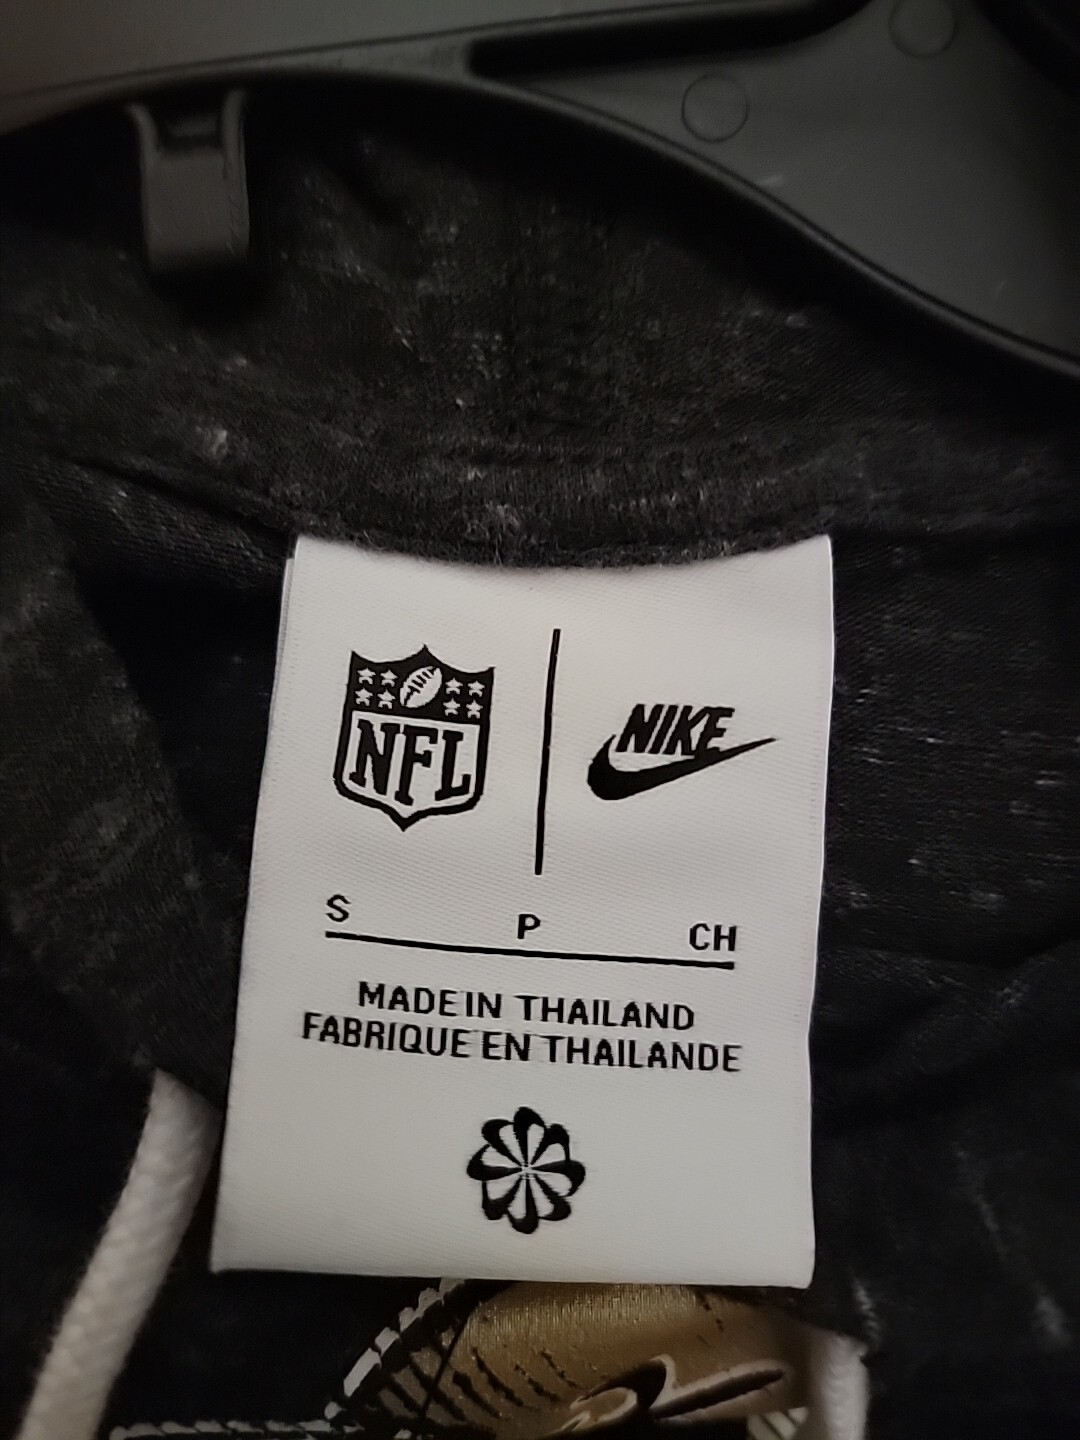 NFL
NIKE
S P CH
MADE IN THAILAND
FABRIQUE EN THAILANDE